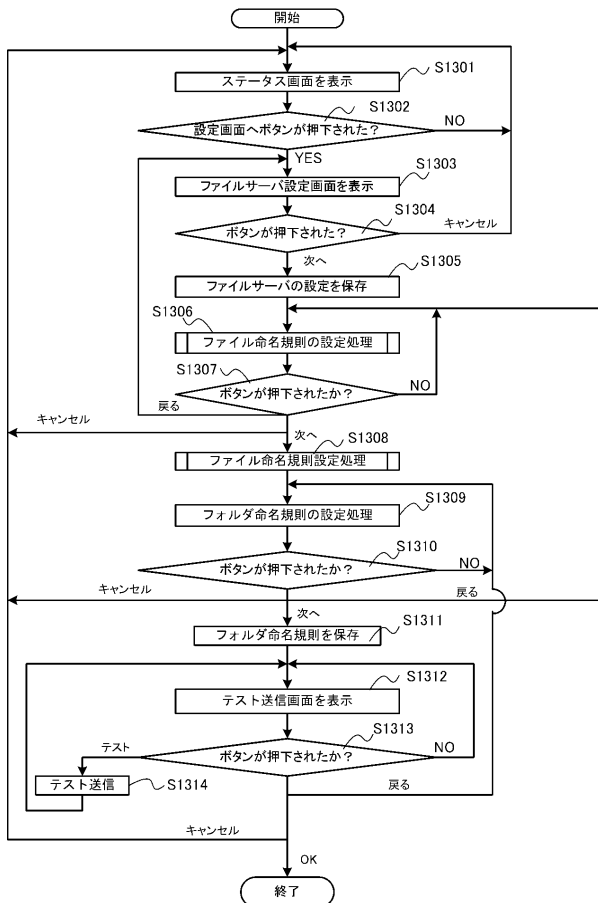 開始
ステータス画面を表示
S1301
設定画面へボタンが押下された？
S1302
NO
YES
ファイルサーバ設定画面を表示
S1303
ボタンが押下された？
S1304
キャンセル
次へ
ファイルサーバの設定を保存
S1305
S1306
ファイル命名規則の設定処理
S1307
ボタンが押下されたか？
NO
戻る
キャンセル
次へ
S1308
ファイル命名規則設定処理
フォルダ命名規則の設定処理
S1309
ボタンが押下されたか？
S1310
NO
キャンセル
戻る
次へ
フォルダ命名規則を保存
S1311
テスト送信画面を表示
S1312
S1313
テスト
ボタンが押下されたか？
NO
テスト送信
S1314
戻る
キャンセル
OK
終了